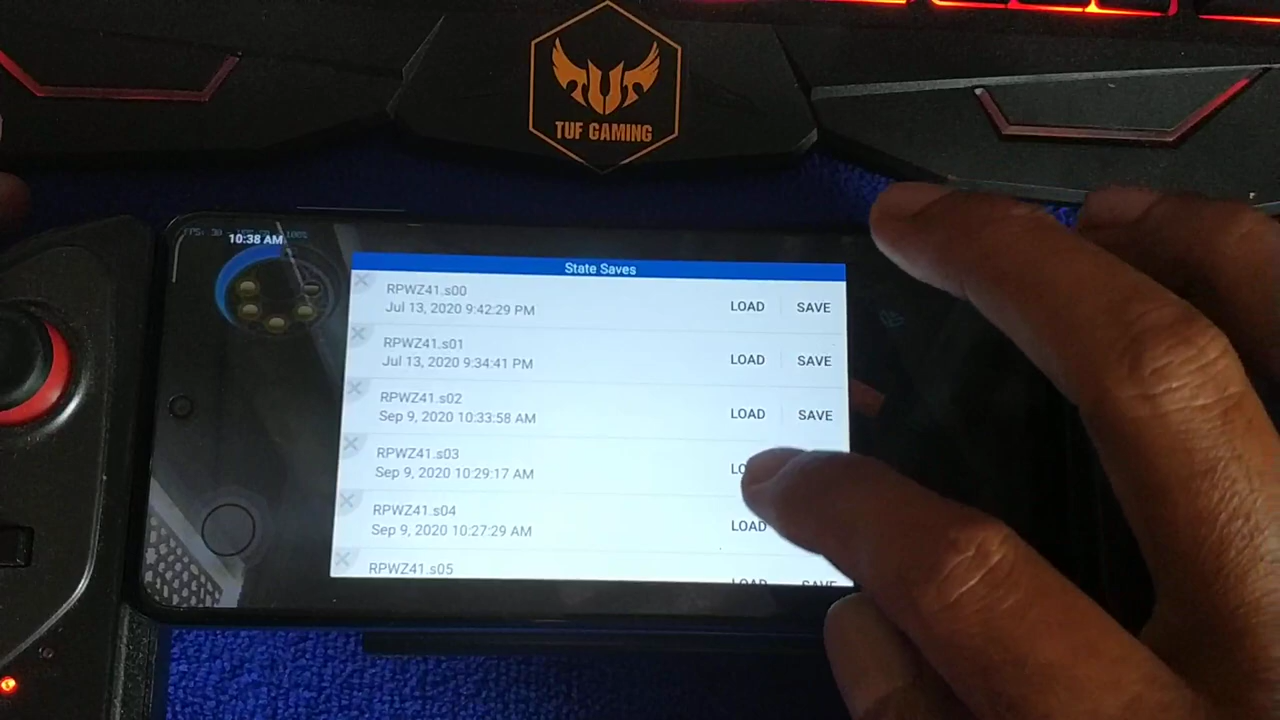 TUF GAMING
10:38 AM
State Saves
RPWZ41.s00
Jul 13, 2020 9:42:29 PM
LOAD
SAVE
RPWZ41.s01
Jul 13, 2020 9:34:41 PM
LOAD
SAVE
RPWZ41.s02
Sep 9, 2020 10:33:58 AM
LOAD
SAVE
RPWZ41.s03
Sep 9, 2020 10:29:17 AM
RPWZ41.s04
Sep 9, 2020 10:27:29 AM
LOAD
RPWZ41.s05
LOAD
SAVE